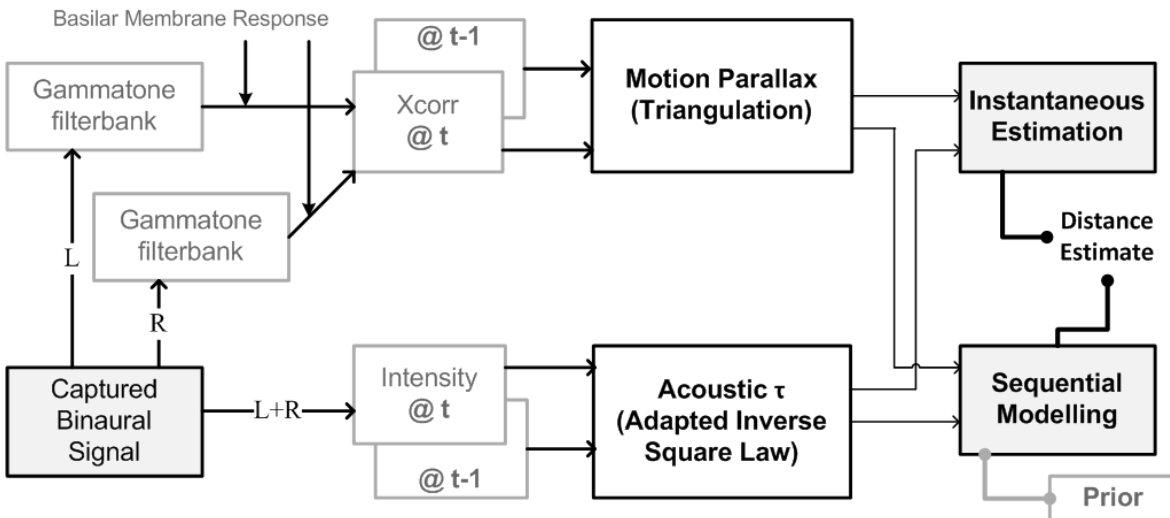 Basilar Membrane Response
@ t-1
Gammatone
filterbank
Xcorr
@ t
Motion Parallax
(Triangulation)
Instantaneous
Estimation
Gammatone
filterbank
L
R
Distance
Estimate
Captured
Binaural
Signal
L+R
Intensity
@ t
@ t-1
Acoustic τ
(Adapted Inverse
Square Law)
Sequential
Modelling
Prior